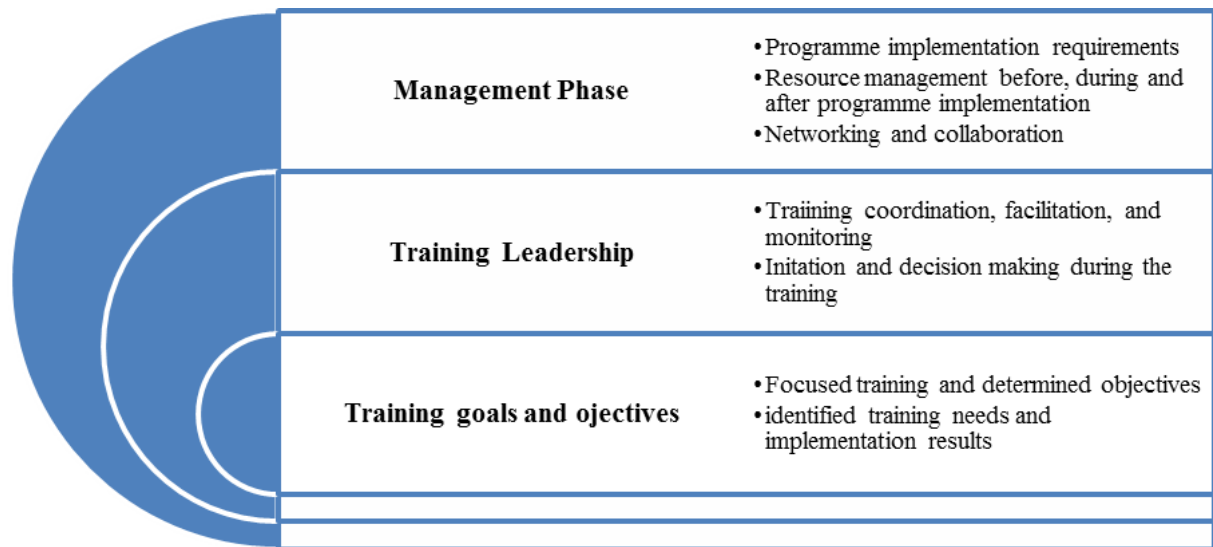 Management Phase
•Programme implementation requirements
•Resource management before, during and
after programme implementation
•Networking and collaboration
Training Leadership
•Traiining coordination, facilitation, and
monitoring
•Initation and decision making during the
training
Training goals and ojectives
•Focused training and determined objectives
•identified training needs and
implementation results